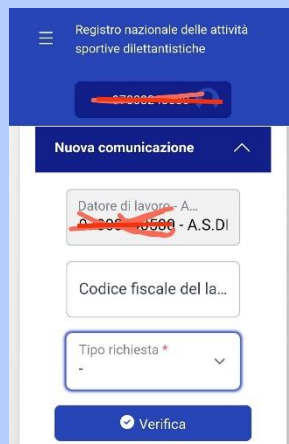 Registro nazionale delle attività
sportive dilettantistiche
Nuova comunicazione
Datore di lavoro - A...
- A.S.DI
Codice fiscale del la...
Tipo richiesta *
-
Verifica